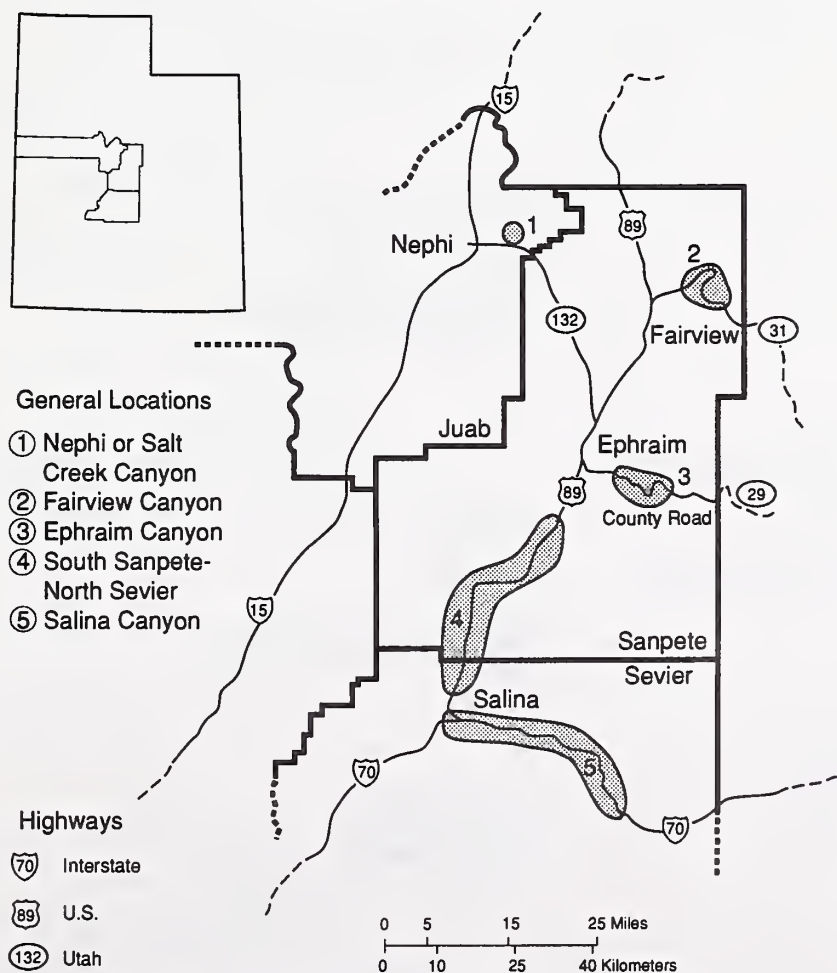 15
1
Nephi
89
2
132
Fairview
31
General Locations
① Nephi or Salt
Creek Canyon
② Fairview Canyon
③ Ephraim Canyon
④ South Sanpete-
North Sevier
⑤ Salina Canyon
Juab
Ephraim
3
89
29
County Road
15
4
Sanpete
Sevier
Salina
70
5
70
Highways
70 Interstate
89 U.S.
132 Utah
0 5 15 25 Miles
0 10 25 40 Kilometers